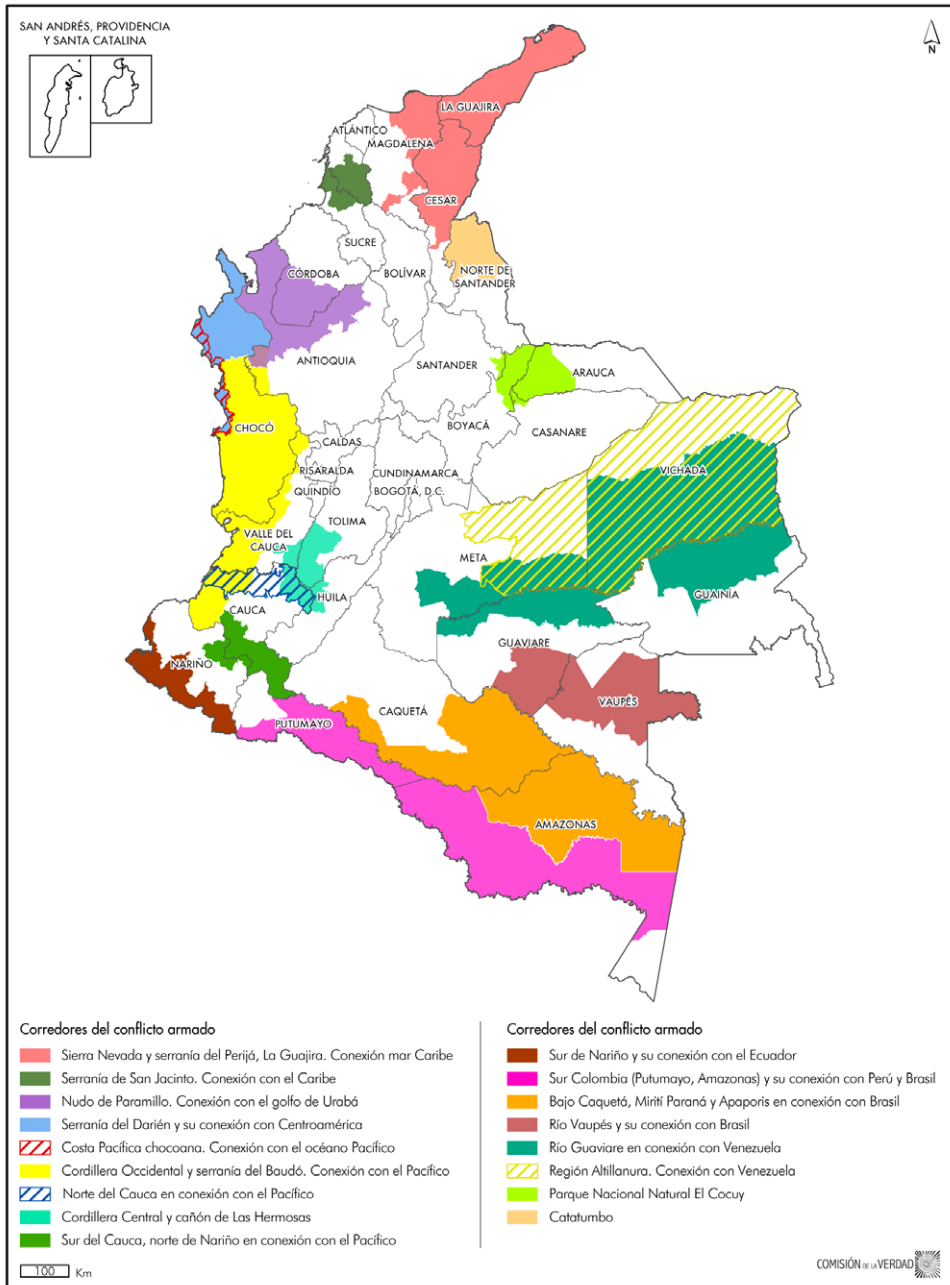 SAN ANDRÉS, PROVIDENCIA
Y SANTA CATALINA
N
LA GUAJIRA
ATLÁNTICO
MAGDALENA
CESAR
SUCRE
CÓRDOBA
BOLÍVAR
NORTE DE
SANTANDER
ANTIOQUIA
SANTANDER
ARAUCA
BOYACÁ
CASANARE
CHOCÓ
CALDAS
VICHADA
RISARALDA
CUNDINAMARCA
QUINDÍO
BOGOTÁ, D.C.
TOLIMA
VALLE DEL
CAUCA
META
HUILA
GUAINÍA
CAUCA
GUAVIARE
NARIÑO
VAUPÉS
CAQUETÁ
PUTUMAYO
AMAZONAS
Corredores del conflicto armado
Sierra Nevada y serranía del Perijá, La Guajira. Conexión mar Caribe
Serranía de San Jacinto. Conexión con el Caribe
Nudo de Paramillo. Conexión con el golfo de Urabá
Serranía del Darién y su conexión con Centroamérica
Costa Pacífica chocoana. Conexión con el océano Pacífico
Cordillera Occidental y serranía del Baudó. Conexión con el Pacífico
Norte del Cauca en conexión con el Pacífico
Cordillera Central y cañón de Las Hermosas
Sur del Cauca, norte de Nariño en conexión con el Pacífico
Corredores del conflicto armado
Sur de Nariño y su conexión con el Ecuador
Sur Colombia (Putumayo, Amazonas) y su conexión con Perú y Brasil
Bajo Caquetá, Mirití Paraná y Apaporis en conexión con Brasil
Río Vaupés y su conexión con Brasil
Río Guaviare en conexión con Venezuela
Región Altillanura. Conexión con Venezuela
Parque Nacional Natural El Cocuy
Catatumbo
100 Km
COMISIÓN DE LA VERDAD